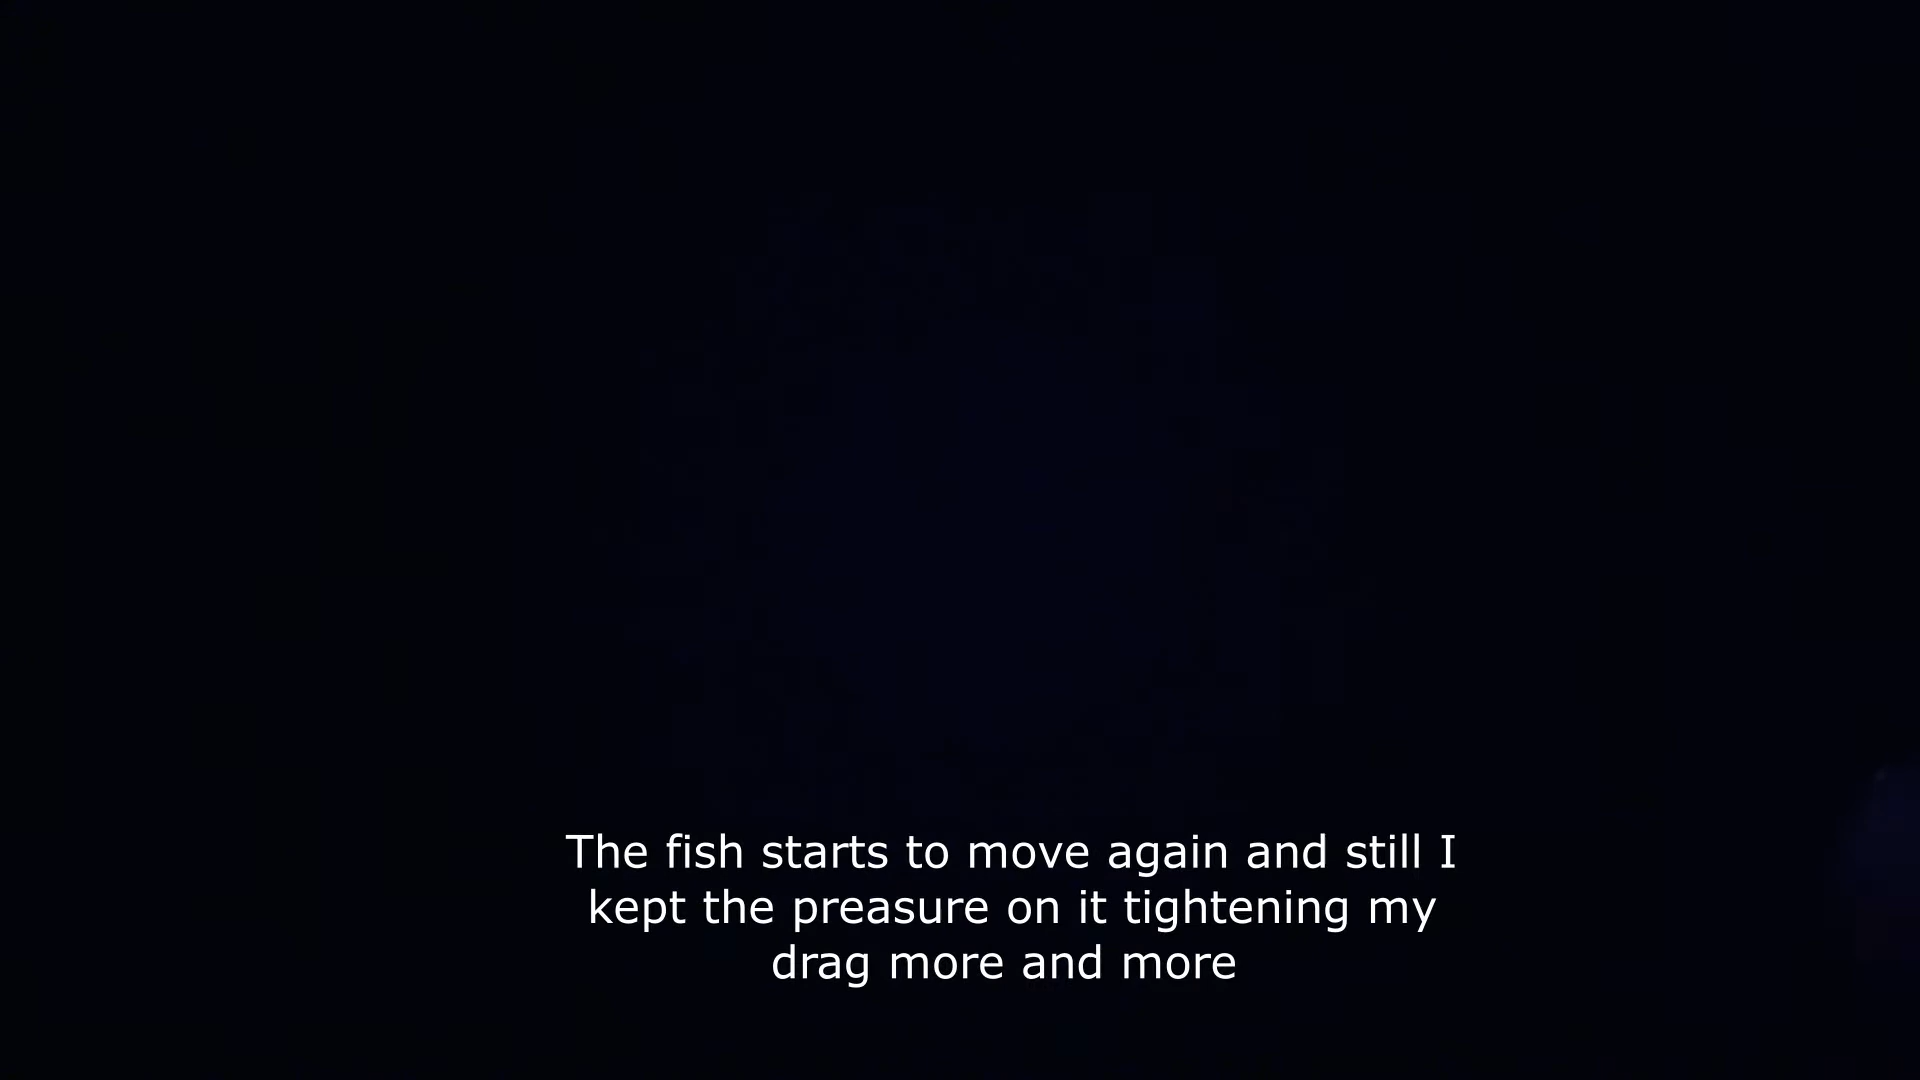 The fish starts to move again and still I
kept the preasure on it tightening my
drag more and more